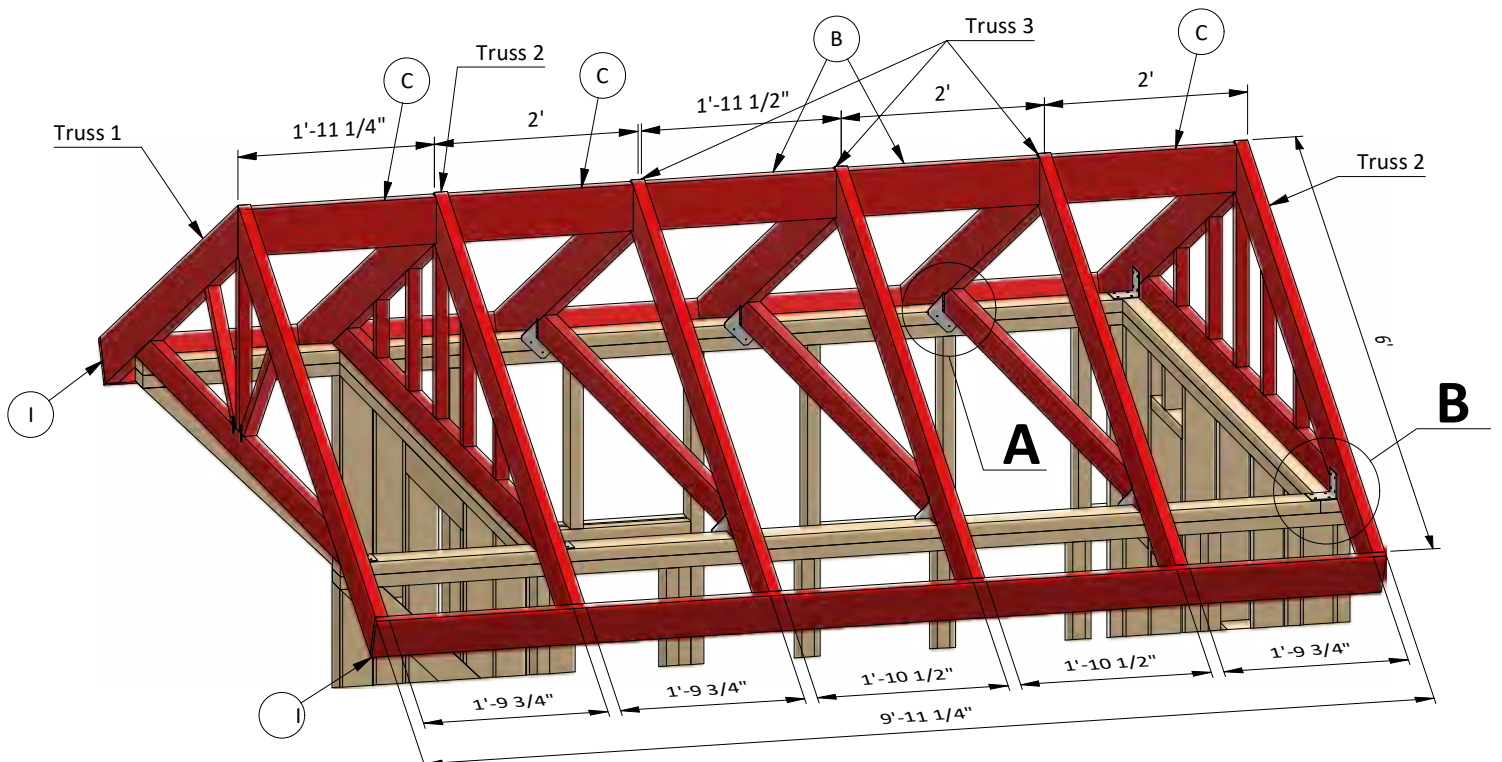 Truss 3
B
C
Truss 2
C
2'
2'
1'-11 1/2"
2'
1'-11 1/4"
Truss 1
Truss 2
6'
I
A
B
I
1'-9 3/4"
1'-9 3/4"
1'-10 1/2"
1'-10 1/2"
1'-9 3/4"
9'-11 1/4"